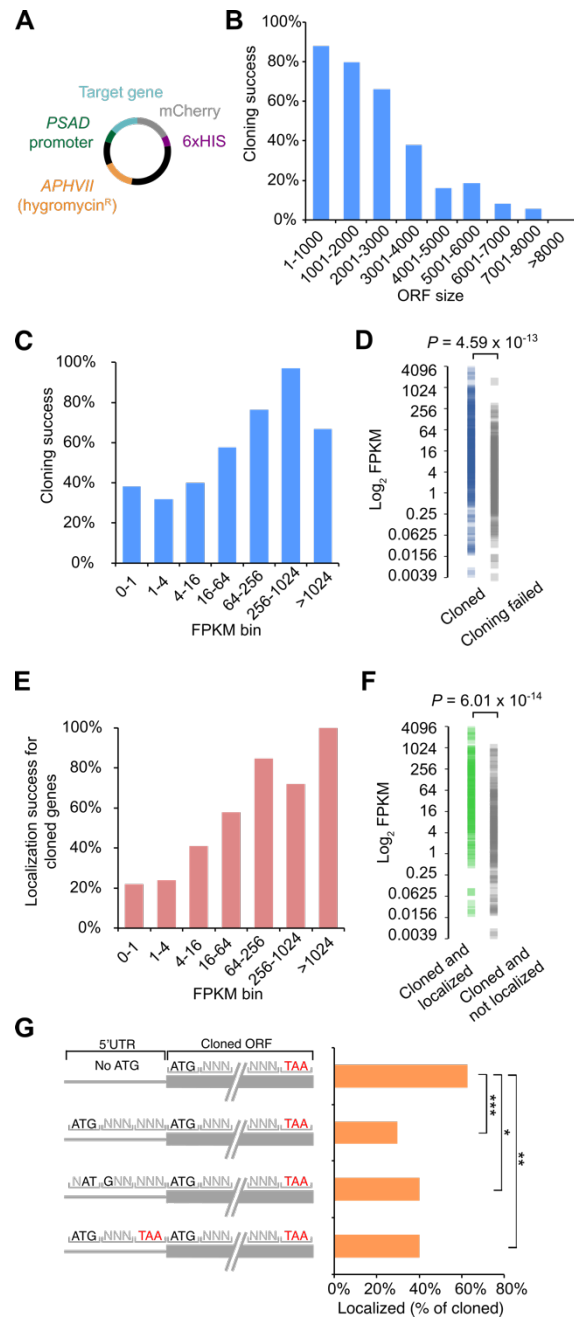 A
Target gene
mCherry
PSAD
promoter
6xHIS
APHVII
(hygromycinR)
B
Cloning success
100%
80%
60%
40%
20%
0%
1-1000
1001-2000
2001-3000
3001-4000
4001-5000
5001-6000
6001-7000
7001-8000
>8000
ORF size
C
Cloning success
100%
80%
60%
40%
20%
0%
0-1
1-4
4-16
16-64
64-256
256-1024
>1024
FPKM bin
D
P = 4.59 x 10-13
Log2 FPKM
4096
1024
256
64
16
4
1
0.25
0.0625
0.0156
0.0039
Cloned
Cloning failed
E
Localization success for
cloned genes
100%
80%
60%
40%
20%
0%
0-1
1-4
4-16
16-64
64-256
256-1024
>1024
FPKM bin
F
P = 6.01 x 10-14
Log2 FPKM
4096
1024
256
64
16
4
1
0.25
0.0625
0.0156
0.0039
Cloned and
localized
Cloned and
not localized
G
5'UTR
Cloned ORF
No ATG
ATG NNN NNN TAA
ATG NNN NNN ATG NNN NNN TAA
NAT GNN NNN ATG NNN NNN TAA
ATG NNN TAA ATG NNN NNN TAA
***
*
**
0%
20%
40%
60%
80%
Localized (% of cloned)